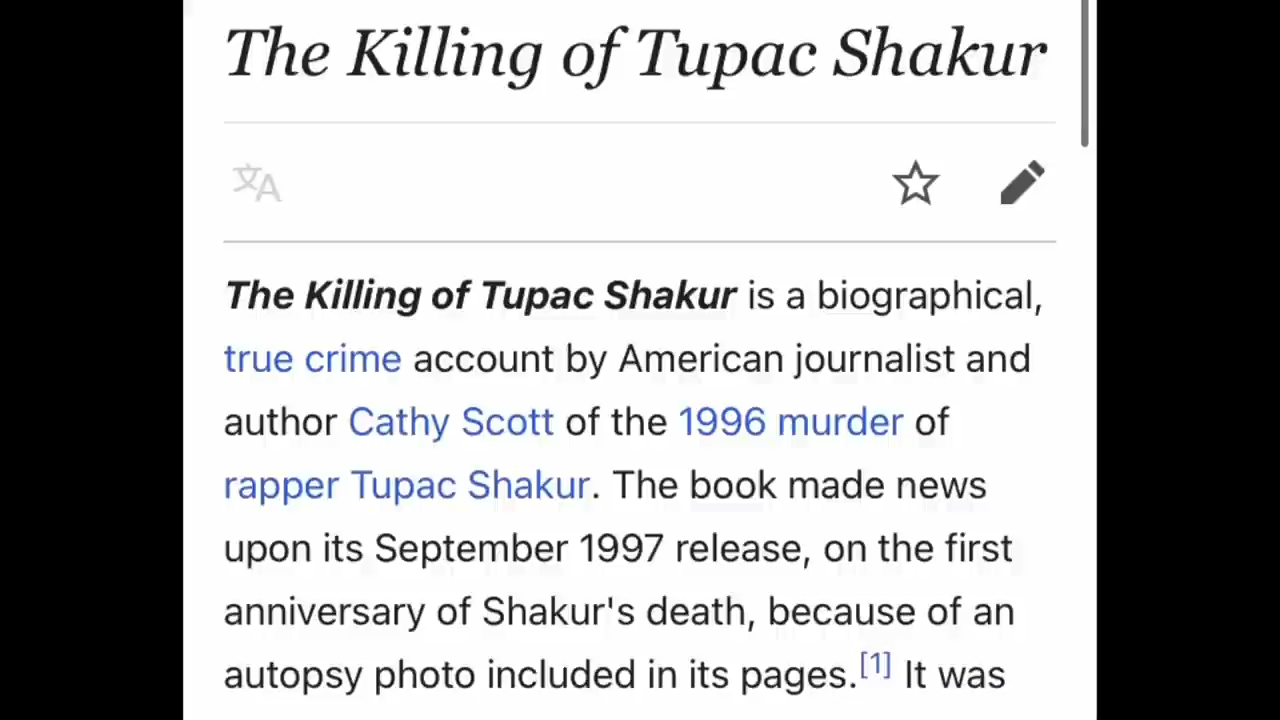 The Killing of Tupac Shakur
The Killing of Tupac Shakur is a biographical,
true crime account by American journalist and
author Cathy Scott of the 1996 murder of
rapper Tupac Shakur. The book made news
upon its September 1997 release, on the first
anniversary of Shakur's death, because of an
autopsy photo included in its pages.[1] It was